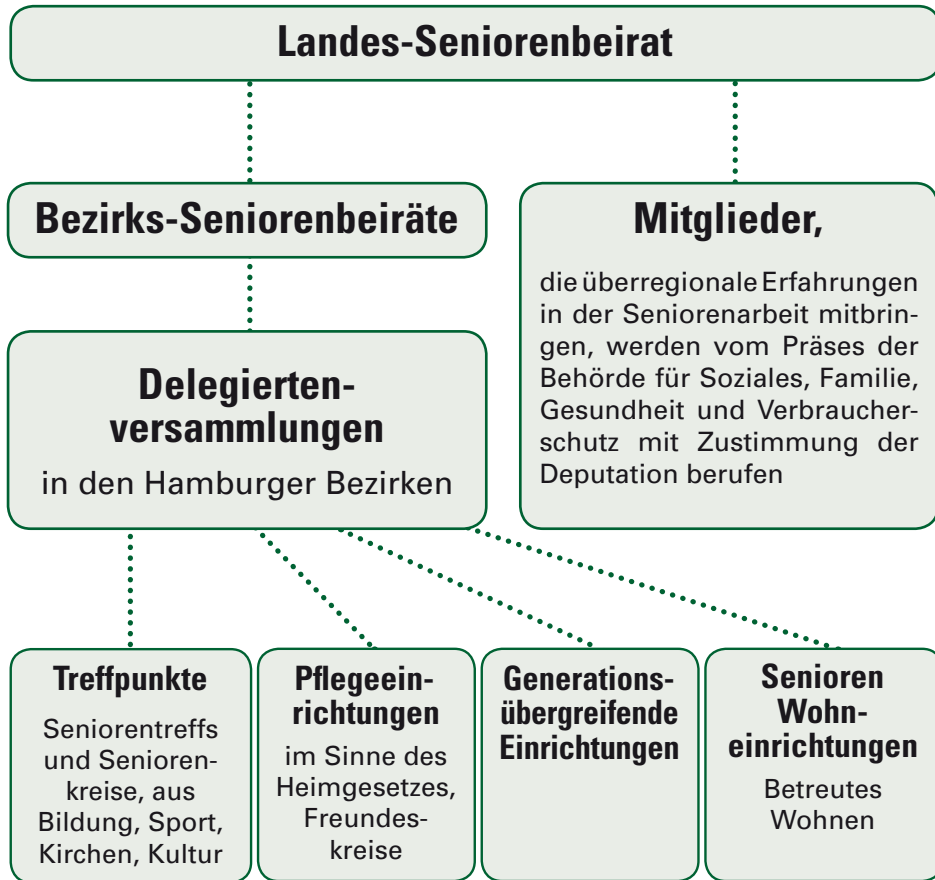 Landes-Seniorenbeirat
Bezirks-Seniorenbeiräte
Mitglieder,
die überregionale Erfahrungen
in der Seniorenarbeit mitbrin-
gen, werden vom Präses der
Behörde für Soziales, Familie,
Gesundheit und Verbraucher-
schutz mit Zustimmung der
Deputation berufen
Delegierten-
versammlungen
in den Hamburger Bezirken
Treffpunkte
Seniorentreffs
und Senioren-
kreise, aus
Bildung, Sport,
Kirchen, Kultur
Pflegeein-
richtungen
im Sinne des
Heimgesetzes,
Freundes-
kreise
Generations-
übergreifende
Einrichtungen
Senioren
Wohn-
einrichtungen
Betreutes
Wohnen